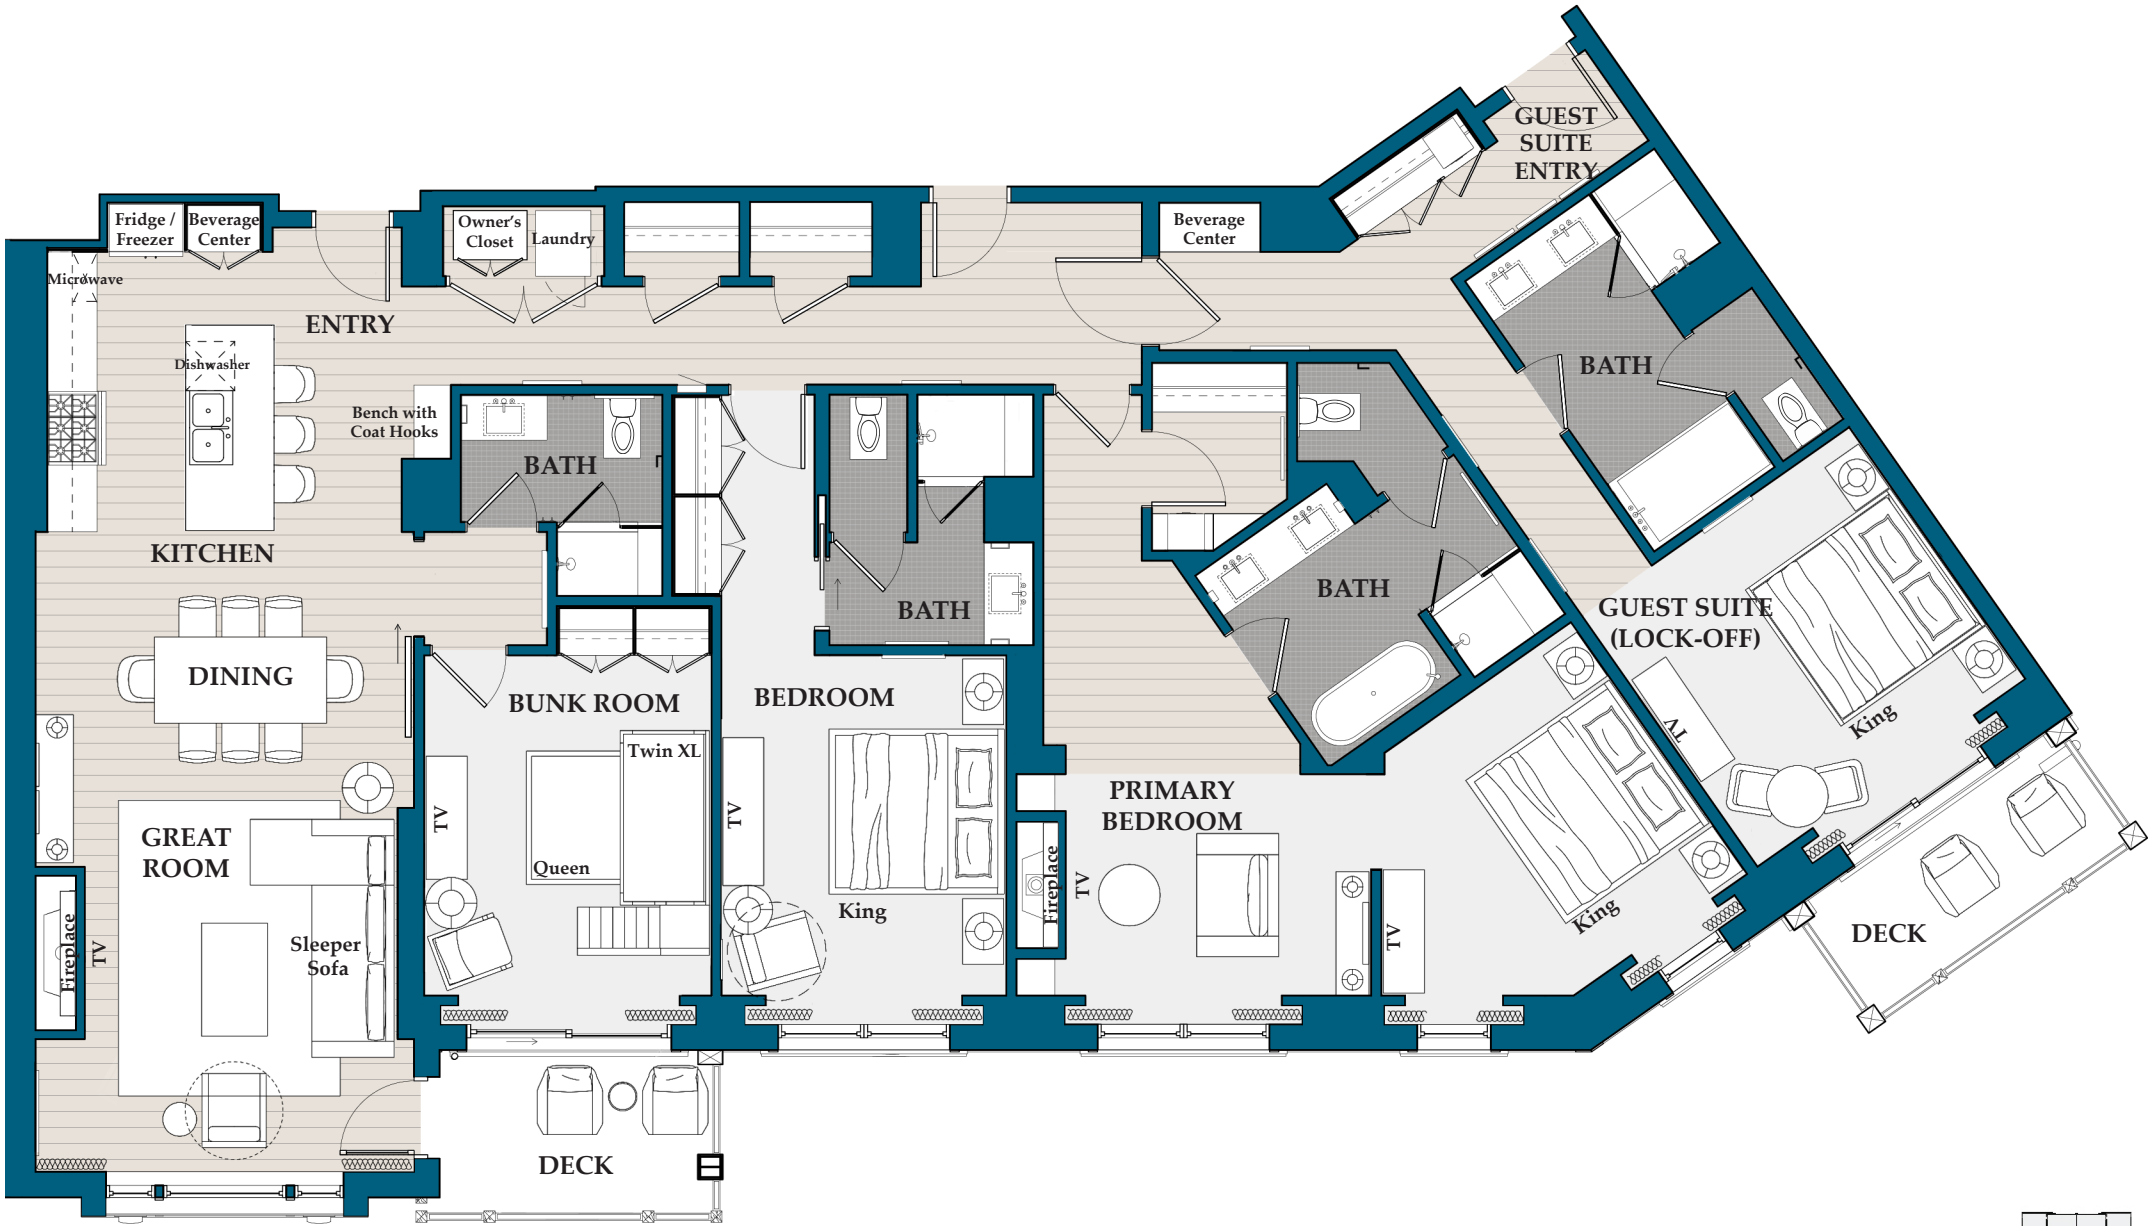 GUEST
SUITE
ENTRY
Fridge /
Freezer
Beverage
Center
Owner's
Closet
Laundry
Beverage
Center
Microwave
ENTRY
Dishwasher
BATH
Bench with
Coat Hooks
BATH
KITCHEN
BATH
BATH
GUEST SUITE
(LOCK-OFF)
DINING
BUNK ROOM
BEDROOM
King
TV
Twin XL
PRIMARY
BEDROOM
TV
TV
GREAT
ROOM
Queen
Fireplace
TV
King
King
Sleeper
Sofa
Fireplace
TV
TV
DECK
DECK